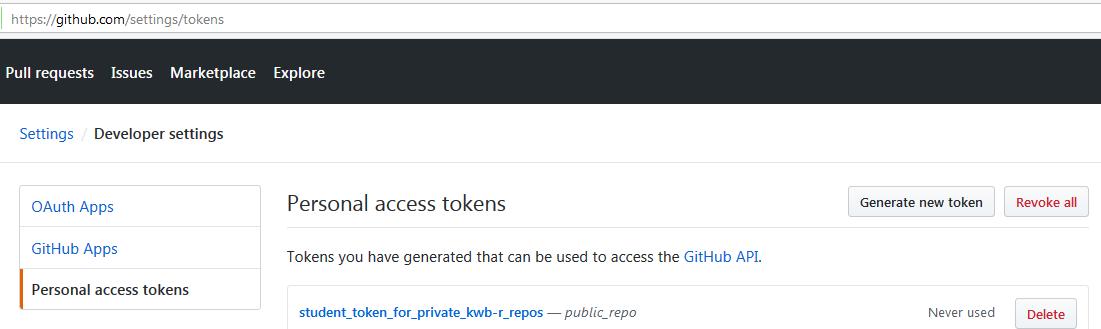 https://github.com/settings/tokens
Pull requests Issues Marketplace Explore
Settings / Developer settings
OAuth Apps
GitHub Apps
Personal access tokens
Personal access tokens
Generate new token
Revoke all
Tokens you have generated that can be used to access the GitHub API.
student_token_for_private_kwb-r_repos — public_repo
Never used
Delete